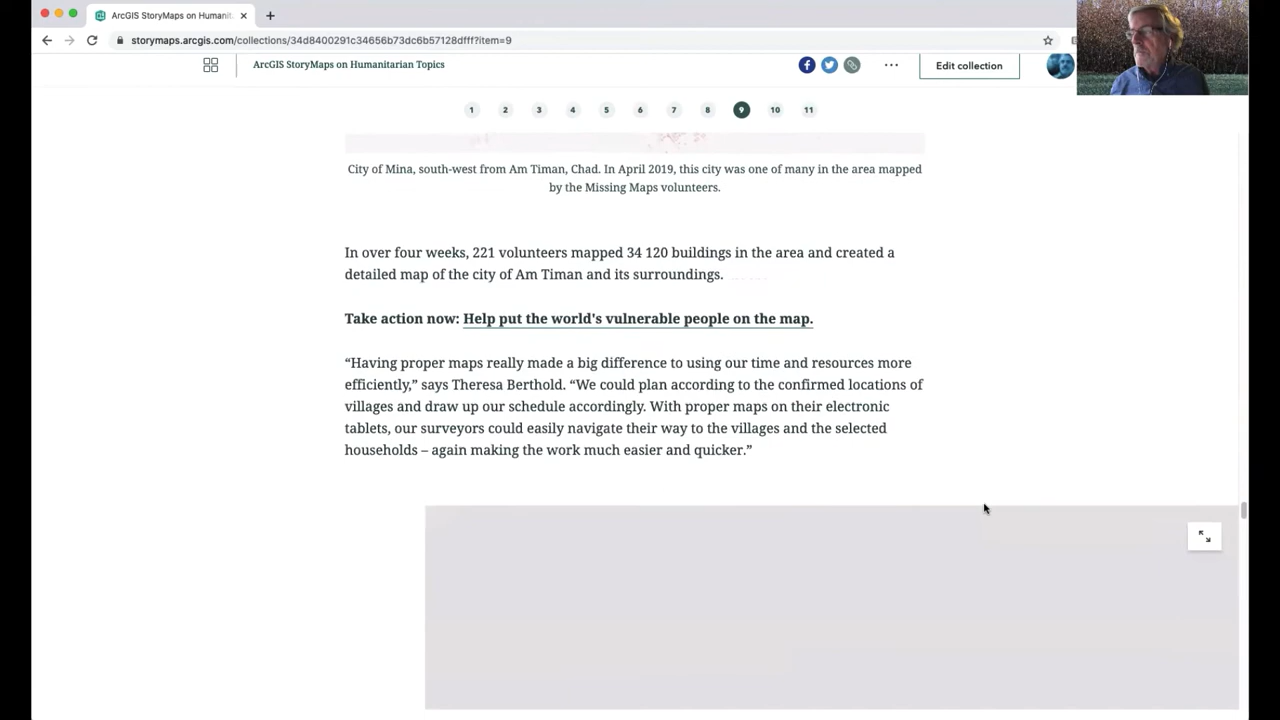 ArcGIS StoryMaps on Humanit
storymaps.arcgis.com/collections/34d8400291c34656b73dc6b57128dfff?item=9
ArcGIS StoryMaps on Humanitarian Topics
Edit collection
1 2 3 4 5 6 7 8 9 10 11
City of Mina, south-west from Am Timan, Chad. In April 2019, this city was one of many in the area mapped
by the Missing Maps volunteers.
In over four weeks, 221 volunteers mapped 34 120 buildings in the area and created a
detailed map of the city of Am Timan and its surroundings.
Take action now: Help put the world's vulnerable people on the map.
“Having proper maps really made a big difference to using our time and resources more
efficiently,” says Theresa Berthold. “We could plan according to the confirmed locations of
villages and draw up our schedule accordingly. With proper maps on their electronic
tablets, our surveyors could easily navigate their way to the villages and the selected
households – again making the work much easier and quicker.”